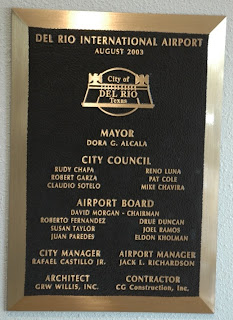 DEL RIO INTERNATIONAL AIRPORT
AUGUST 2003
City of
DEL RIO
Texas
MAYOR
DORA G. ALCALA
CITY COUNCIL
RUDY CHAPA RENO LUNA
ROBERT GARZA PAT COLE
CLAUDIO SOTELO MIKE CHAVIRA
AIRPORT BOARD
DAVID MORGAN - CHAIRMAN
ROBERTO FERNANDEZ DRUE DUNCAN
SUSAN TAYLOR JOEL RAMOS
JUAN PAREDES ELDON KHOLMAN
CITY MANAGER AIRPORT MANAGER
RAFAEL CASTILLO JR. JACK L. RICHARDSON
ARCHITECT CONTRACTOR
GRW WILLIS, INC. CG Construction, Inc.